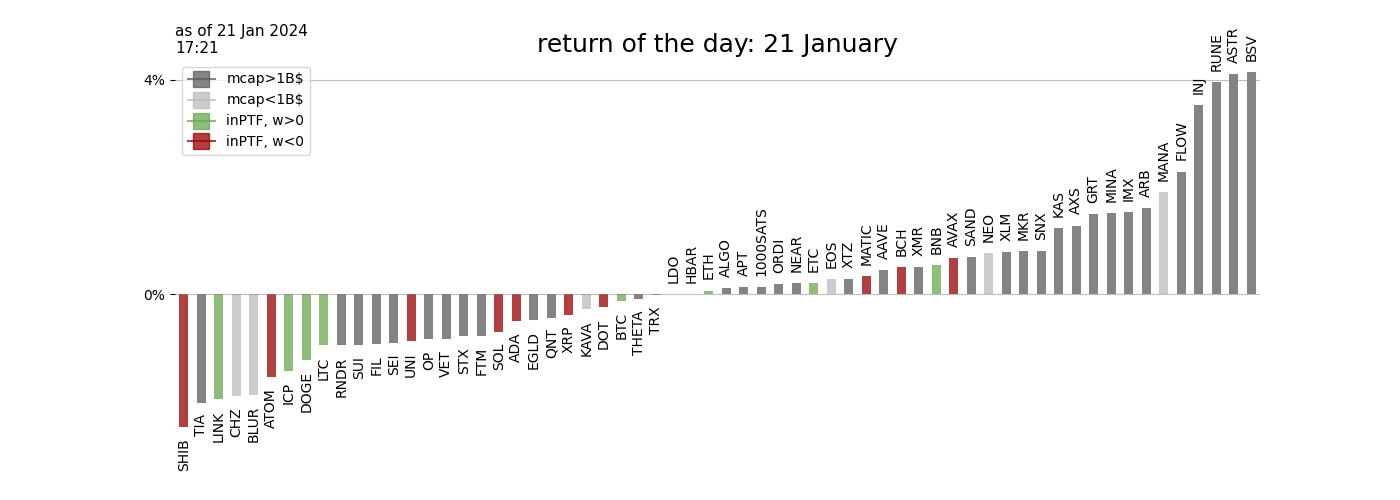 as of 21 Jan 2024
17:21
return of the day: 21 January
4%
0%
mcap>1B$
mcap<1B$
inPTF, w>0
inPTF, w<0
SHIB
TIA
LINK
CHZ
BLUR
ATOM
ICP
DOGE
LTC
RNDR
SUI
FIL
SEI
UNI
OP
VET
STX
FTM
SOL
ADA
EGLD
QNT
XRP
KAVA
DOT
BTC
THETA
TRX
LDO
HBAR
ETH
ALGO
APT
1000SATS
ORDI
NEAR
ETC
EOS
XTZ
MATIC
AAVE
BCH
XMR
BNB
AVAX
SAND
NEO
XLM
MKR
SNX
KAS
AXS
GRT
MINA
IMX
ARB
MANA
FLOW
INJ
RUNE
ASTR
BSV